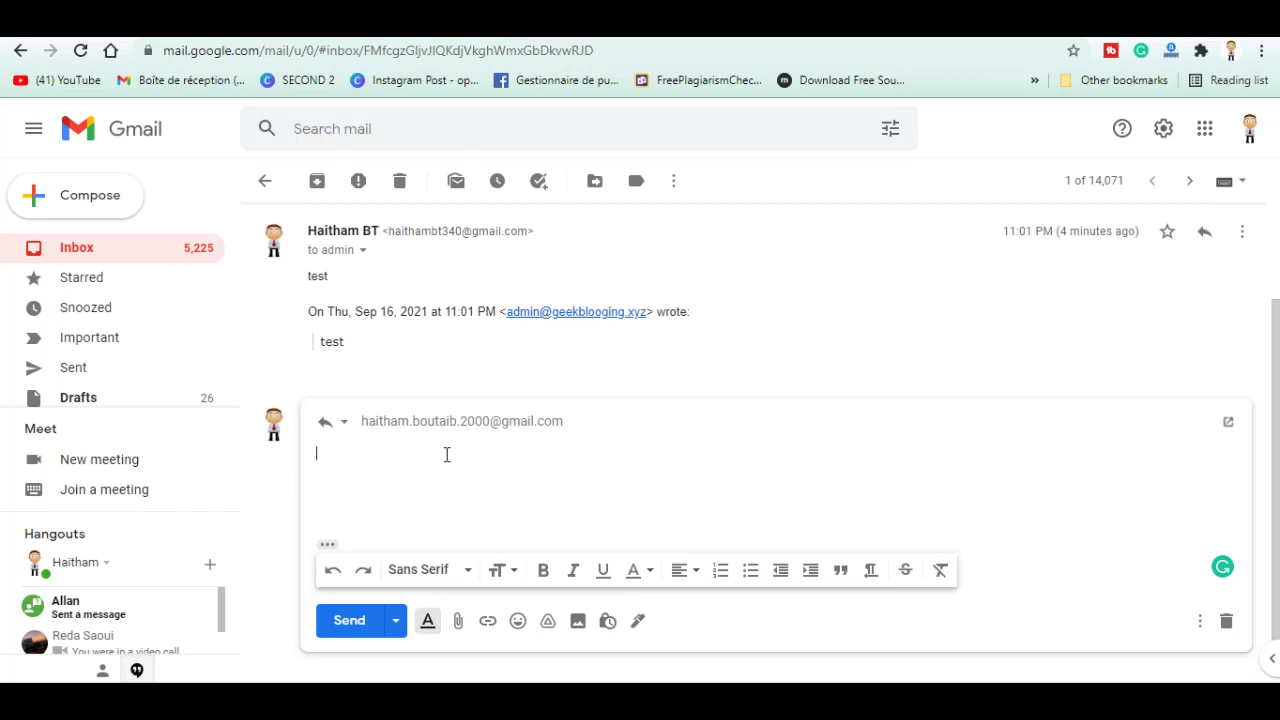 mail.google.com/mail/u/0/#inbox/FMfcgzGljvJlQKdjVkghWmxGbDkvwRJD
(41) YouTube
Boîte de réception (...
SECOND 2
Instagram Post - op...
Gestionnaire de pu...
FreePlagiarismChec...
Download Free Sou...
»
Other bookmarks
Reading list
Gmail
Search mail
Compose
1 of 14,071
Inbox 5,225
Starred
Snoozed
Important
Sent
Drafts 26
Meet
New meeting
Join a meeting
Hangouts
Haitham
Allan
Sent a message
Reda Saoui
You were in a video call
Haitham BT <haithambt340@gmail.com>
11:01 PM (4 minutes ago)
to admin
test
On Thu, Sep 16, 2021 at 11:01 PM <admin@geekblooging.xyz> wrote:
test
haitham.boutaib.2000@gmail.com
Sans Serif
Send